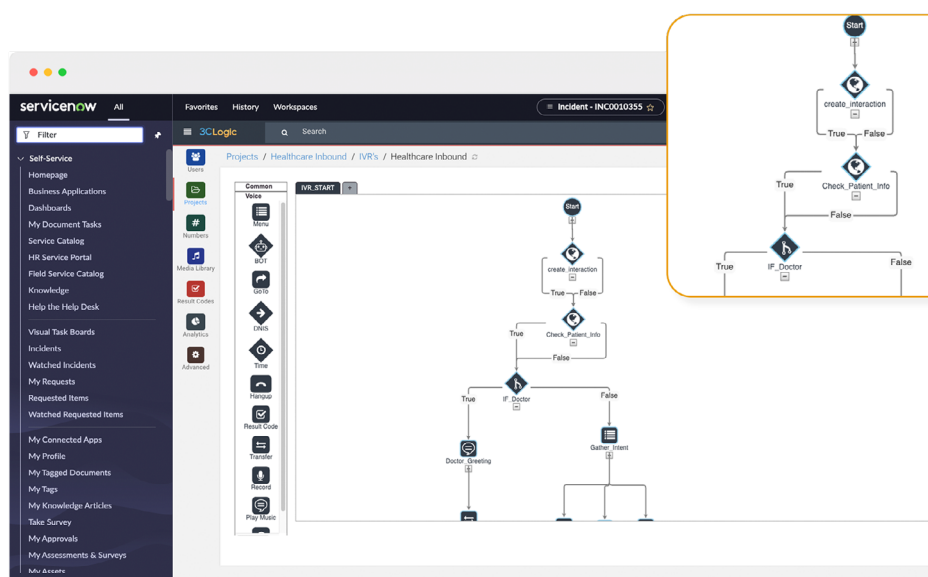 servicenow All Favorites History Workspaces Incident - INC0010355
Filter
Self-Service
Homepage
Business Applications
Dashboards
My Document Tasks
Service Catalog
HR Service Portal
Field Service Catalog
Knowledge
Help the Help Desk
Visual Task Boards
Incidents
Watched Incidents
My Requests
Requested Items
Watched Requested Items
My Connected Apps
My Profile
My Tagged Documents
My Tags
My Knowledge Articles
Take Survey
My Approvals
My Assessments & Surveys
My Assets
3CLogic Search
Users
Projects
Numbers
Media Library
Result Codes
Analytics
Advanced
Projects / Healthcare Inbound / IVR's / Healthcare Inbound
Common
Voice
Menu
BOT
GoTo
DNIS
Time
Hangup
Result Code
Transfer
Record
Play Music
IVR_START +
Start
create_interaction
True False
Check_Patient_Info
True
False
IF_Doctor
True False
Doctor_Greeting
Gather_Intent
Start
create_interaction
True False
Check_Patient_Info
True
False
IF_Doctor
True False